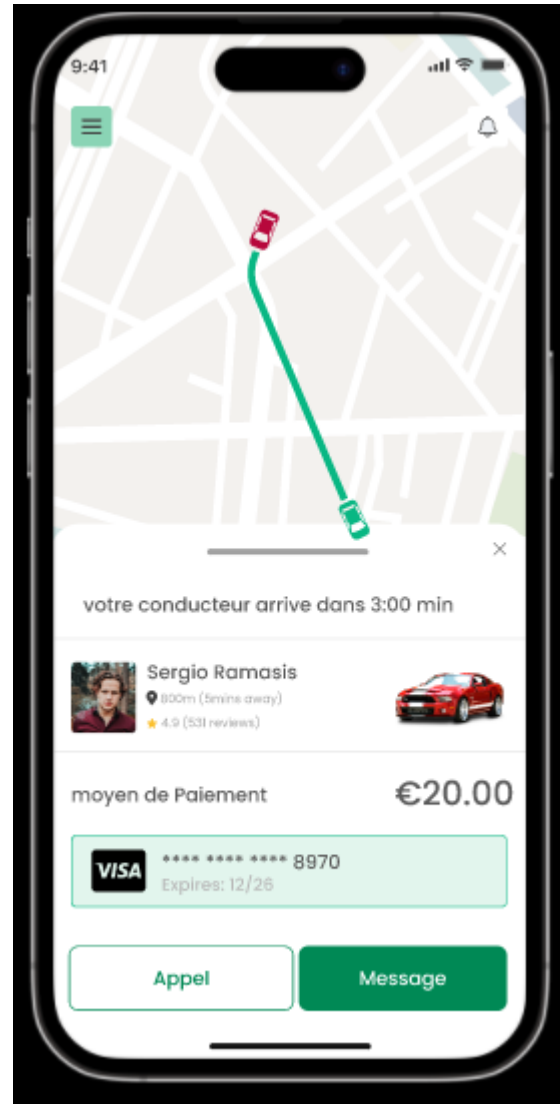 9:41
votre conducteur arrive dans 3:00 min
Sergio Ramasis
800m (5mins away)
4.9 (531 reviews)
moyen de Paiement
€20.00
VISA
**** **** **** 8970
Expires: 12/26
Appel
Message